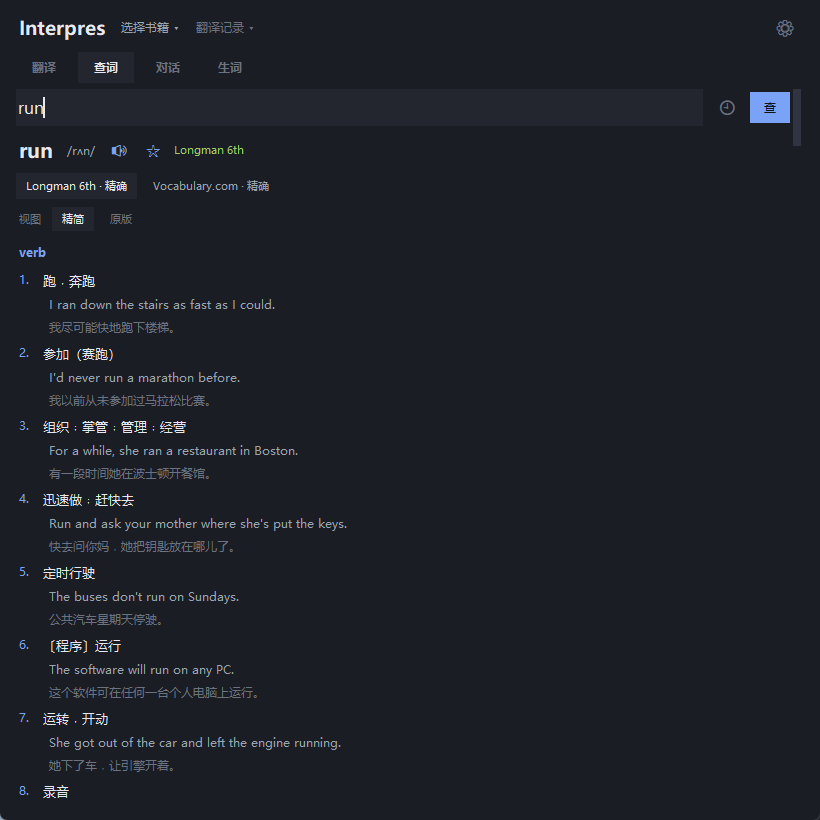 Interpres 选择书籍 翻译记录
翻译 查词 对话 生词
run 查
run /rʌn/ Longman 6th
Longman 6th · 精确 Vocabulary.com · 精确
视图 精简 原版
verb
1. 跑，奔跑
I ran down the stairs as fast as I could.
我尽可能快地跑下楼梯。
2. 参加（赛跑）
I'd never run a marathon before.
我以前从未参加过马拉松比赛。
3. 组织；掌管；管理；经营
For a while, she ran a restaurant in Boston.
有一段时间她在波士顿开餐馆。
4. 迅速做；赶快去
Run and ask your mother where she's put the keys.
快去问你妈，她把钥匙放在哪儿了。
5. 定时行驶
The buses don't run on Sundays.
公共汽车星期天停驶。
6. 〔程序〕运行
The software will run on any PC.
这个软件可在任何一台个人电脑上运行。
7. 运转，开动
She got out of the car and left the engine running.
她下了车，让引擎开着。
8. 录音